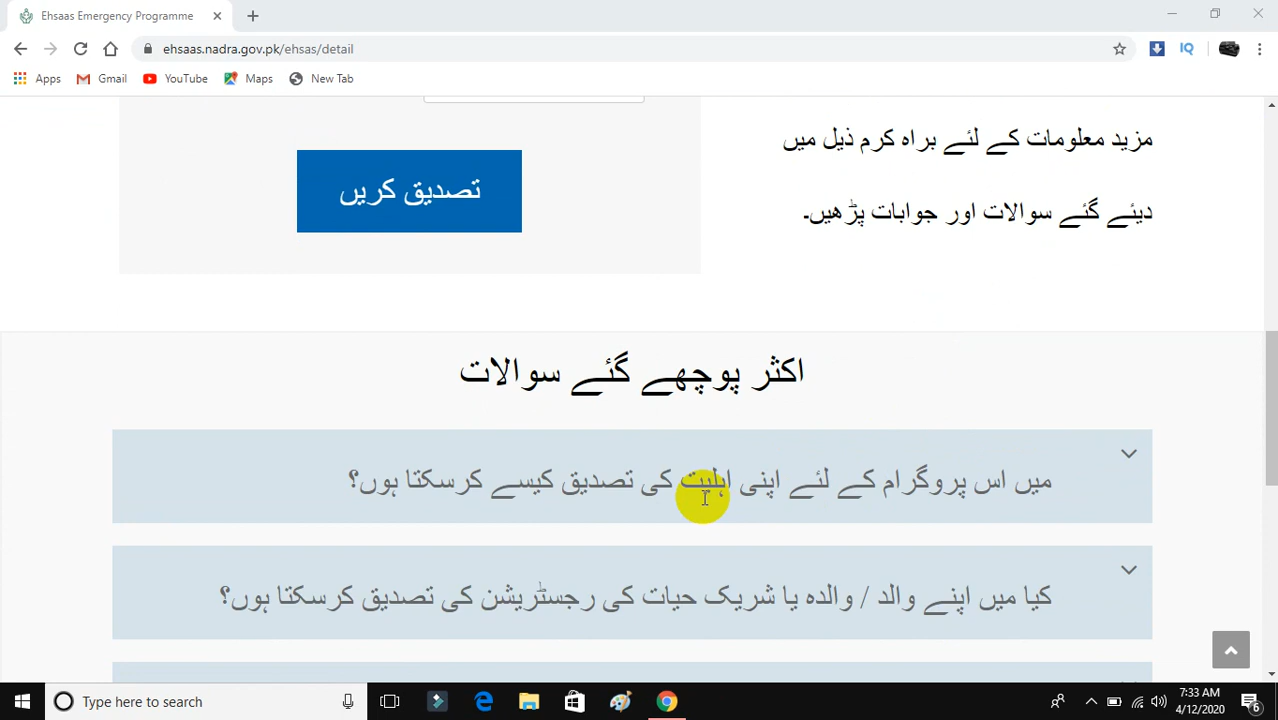 Ehsaas Emergency Programme
ehsaas.nadra.gov.pk/ehsas/detail
IQ
Apps
Gmail
YouTube
Maps
New Tab
مزید معلومات کے لئے براہ کرم ذیل میں
دیئے گئے سوالات اور جوابات پڑھیں۔
تصدیق کریں
اکثر پوچھے گئے سوالات
میں اس پروگرام کے لئے اپنی اہلیت کی تصدیق کیسے کرسکتا ہوں؟
کیا میں اپنے والد / والدہ یا شریک حیات کی رجسٹریشن کی تصدیق کرسکتا ہوں؟
Type here to search
7:33 AM
4/12/2020
6